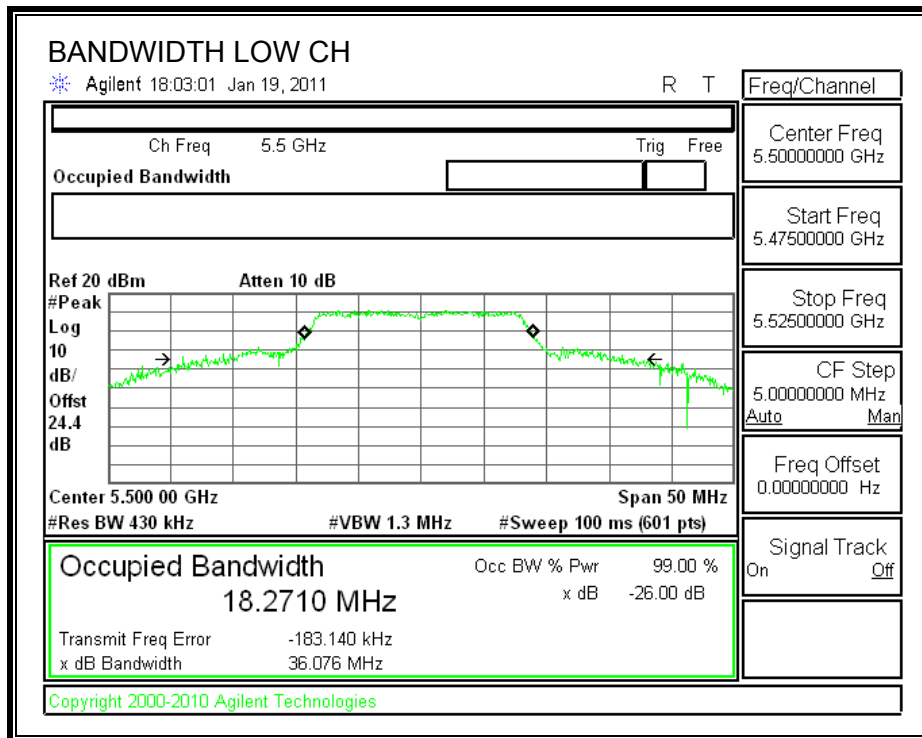 BANDWIDTH LOW CH
Agilent 18:03:01 Jan 19, 2011 R T
Freq/Channel
Ch Freq 5.5 GHz Trig Free
Occupied Bandwidth
Center Freq
5.50000000 GHz
Start Freq
5.47500000 GHz
Stop Freq
5.52500000 GHz
CF Step
5.00000000 MHz
Auto Man
Freq Offset
0.00000000 Hz
Signal Track
On Off
Ref 20 dBm Atten 10 dB
#Peak
Log
10
dB/
Offst
24.4
dB
Center 5.500 00 GHz Span 50 MHz
#Res BW 430 kHz #VBW 1.3 MHz #Sweep 100 ms (601 pts)
Occupied Bandwidth
18.2710 MHz
Occ BW % Pwr 99.00 %
x dB -26.00 dB
Transmit Freq Error -183.140 kHz
x dB Bandwidth 36.076 MHz
Copyright 2000-2010 Agilent Technologies